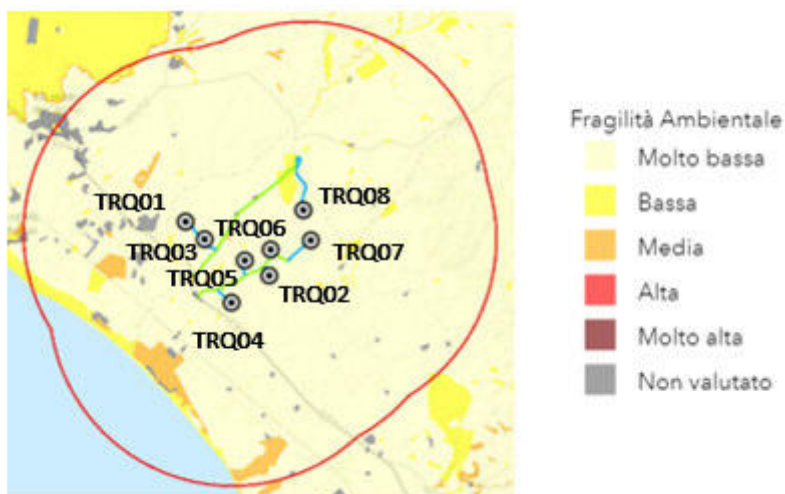 TRQ01
TRQ06
TRQ08
TRQ03
TRQ07
TRQ05
TRQ02
TRQ04
Fragilità Ambientale
Molto bassa
Bassa
Media
Alta
Molto alta
Non valutato